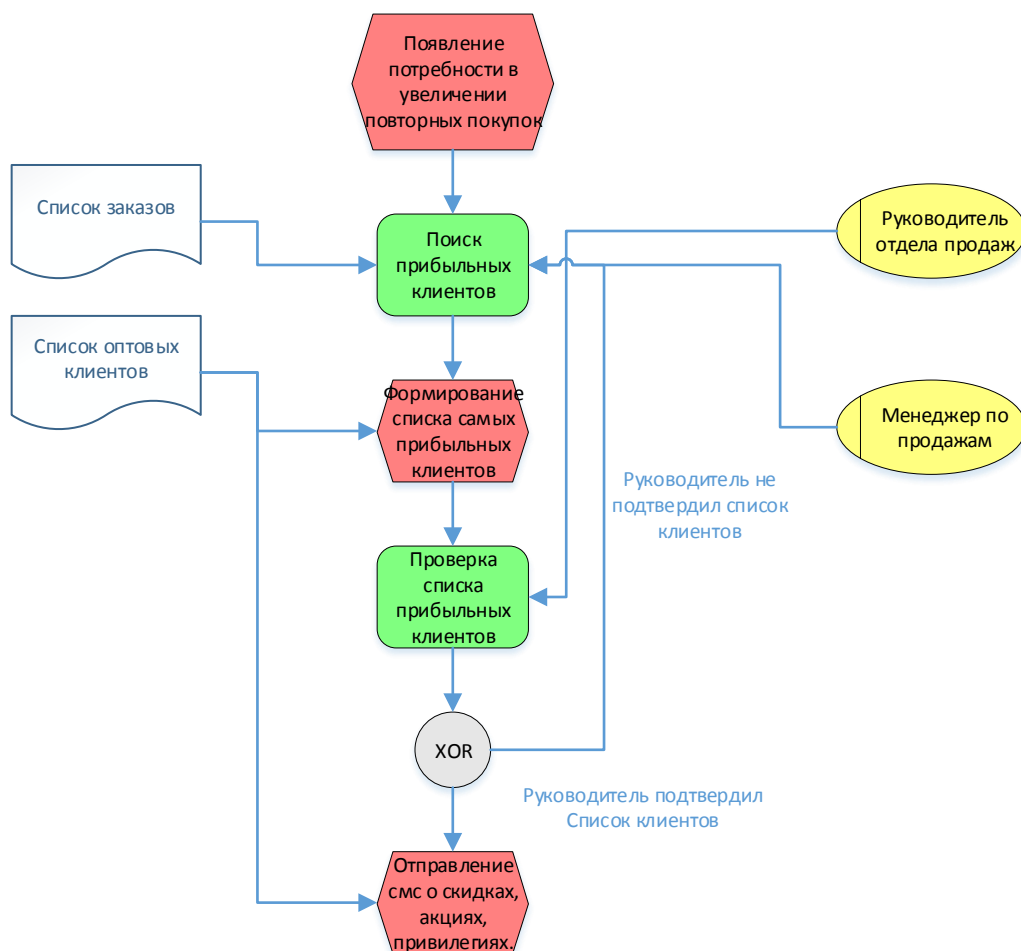 Появление
потребности в
увеличении
повторных покупок
Список заказов
Поиск
прибыльных
клиентов
Руководитель
отдела продаж
Список оптовых
клиентов
Формирование
списка самых
прибыльных
клиентов
Менеджер по
продажам
Руководитель не
подтвердил список
клиентов
Проверка
списка
прибыльных
клиентов
XOR
Руководитель подтвердил
Список клиентов
Отправление
смс о скидках,
акциях,
привилегиях.